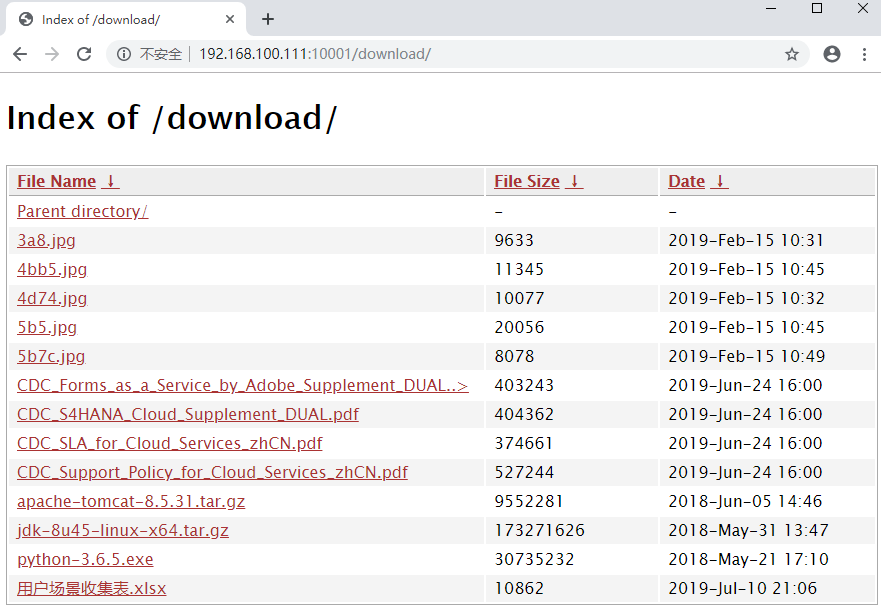 Index of /download/
不安全 192.168.100.111:10001/download/
Index of /download/
File Name ↓ File Size ↓ Date ↓
Parent directory/ - -
3a8.jpg 9633 2019-Feb-15 10:31
4bb5.jpg 11345 2019-Feb-15 10:45
4d74.jpg 10077 2019-Feb-15 10:32
5b5.jpg 20056 2019-Feb-15 10:45
5b7c.jpg 8078 2019-Feb-15 10:49
CDC_Forms_as_a_Service_by_Adobe_Supplement_DUAL..> 403243 2019-Jun-24 16:00
CDC_S4HANA_Cloud_Supplement_DUAL.pdf 404362 2019-Jun-24 16:00
CDC_SLA_for_Cloud_Services_zhCN.pdf 374661 2019-Jun-24 16:00
CDC_Support_Policy_for_Cloud_Services_zhCN.pdf 527244 2019-Jun-24 16:00
apache-tomcat-8.5.31.tar.gz 9552281 2018-Jun-05 14:46
jdk-8u45-linux-x64.tar.gz 173271626 2018-May-31 13:47
python-3.6.5.exe 30735232 2018-May-21 17:10
用户场景收集表.xlsx 10862 2019-Jul-10 21:06